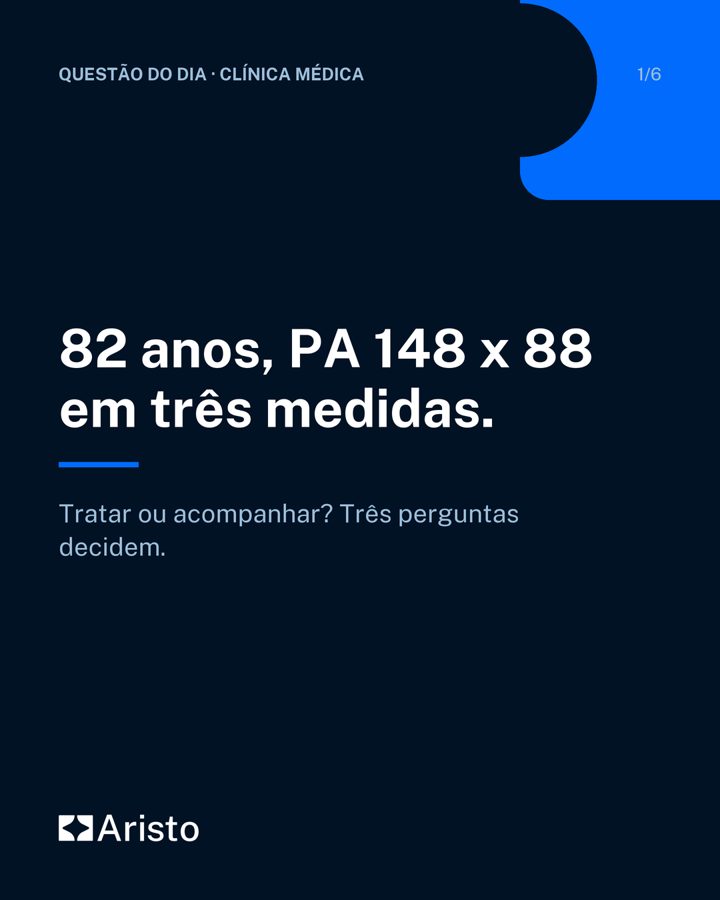 QUESTÃO DO DIA · CLÍNICA MÉDICA
1/6
82 anos, PA 148 x 88
em três medidas.
Tratar ou acompanhar? Três perguntas
decidem.
Aristo